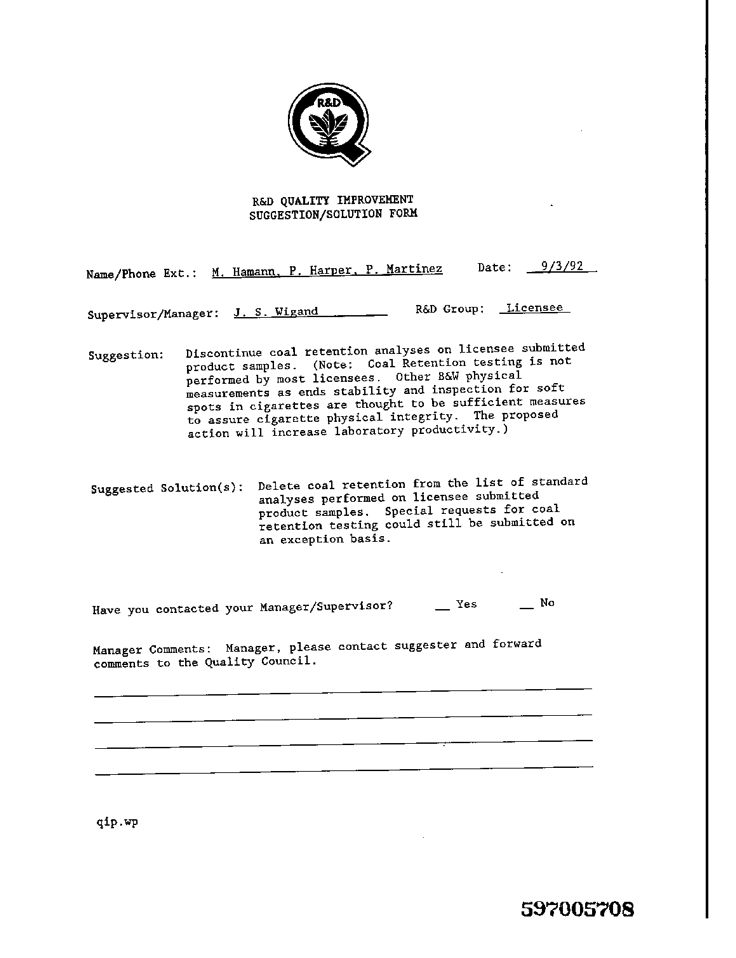 R&D
R&D QUALITY IMPROVEMENT
SUGGESTION/SOLUTION FORM
Name/Phone Ext.: M. Hamann, P. Harper, P. Martinez Date: 9/3/92
Supervisor/Manager: J. S. Wigand R&D Group: Licensee
Suggestion: Discontinue coal retention analyses on licensee submitted
product samples. (Note: Coal Retention testing is not
performed by most licensees. Other B&W physical
measurements as ends stability and inspection for soft
spots in cigarettes are thought to be sufficient measures
to assure cigarette physical integrity. The proposed
action will increase laboratory productivity.)
Suggested Solution(s): Delete coal retention from the list of standard
analyses performed on licensee submitted
product samples. Special requests for coal
retention testing could still be submitted on
an exception basis.
Have you contacted your Manager/Supervisor? __ Yes __ No
Manager Comments: Manager, please contact suggester and forward
comments to the Quality Council.
qip.wp
597005708